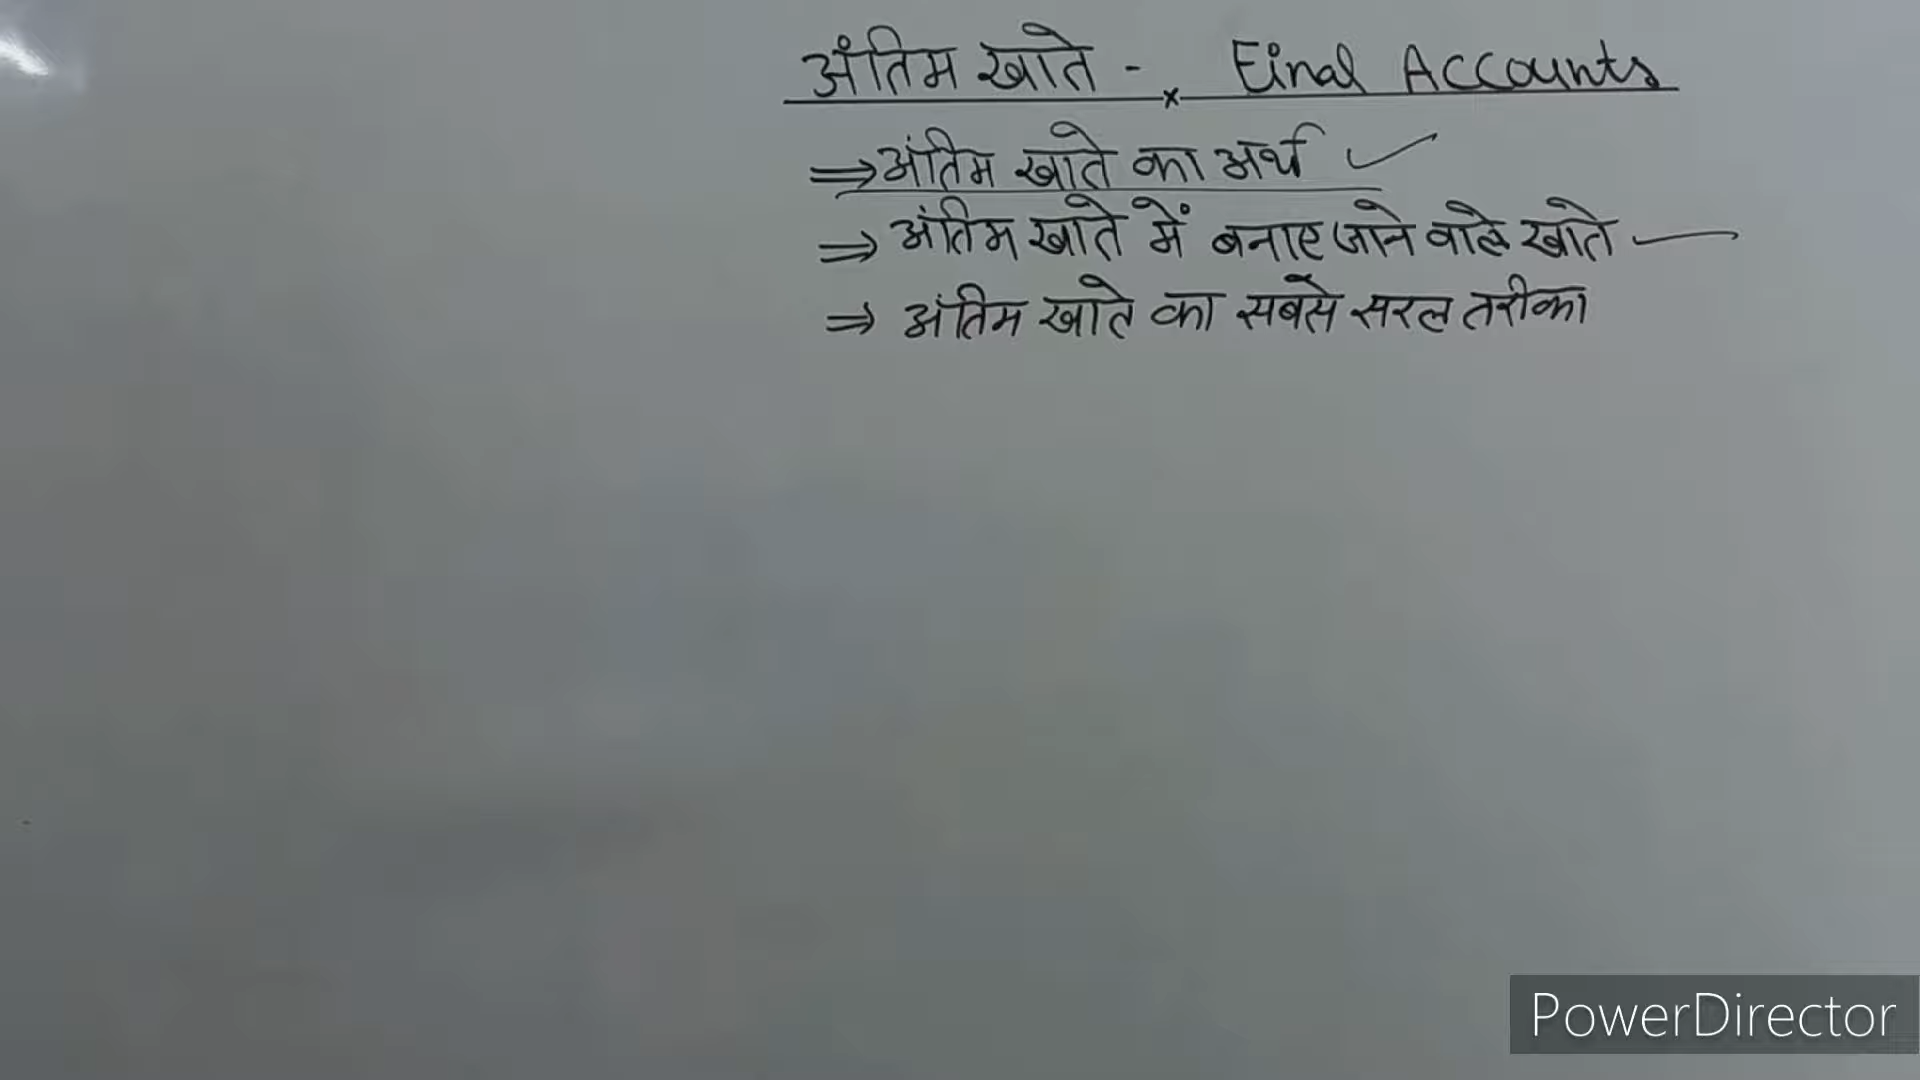 अंतिम खाते - Final Accounts
⇒ अंतिम खाते का अर्थ ✓
⇒ अंतिम खाते में बनाए जाने वाले खाते —
⇒ अंतिम खाते का सबसे सरल तरीका
PowerDirector